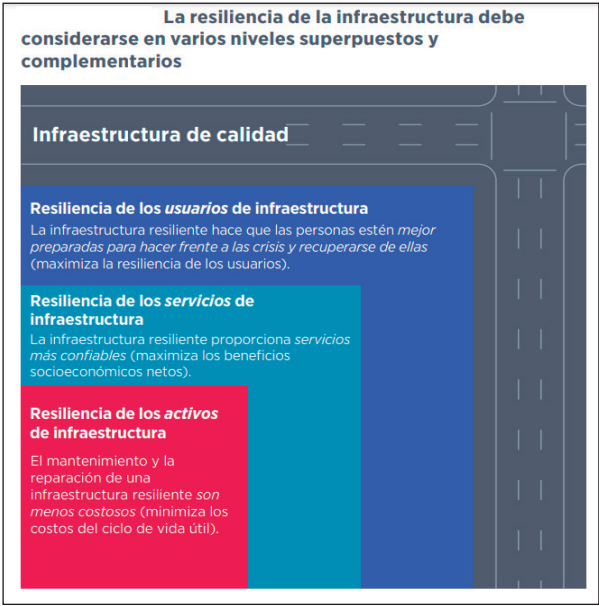 La resiliencia de la infraestructura debe
considerarse en varios niveles superpuestos y
complementarios
Infraestructura de calidad
Resiliencia de los usuarios de infraestructura
La infraestructura resiliente hace que las personas estén mejor
preparadas para hacer frente a las crisis y recuperarse de ellas
(maximiza la resiliencia de los usuarios).
Resiliencia de los servicios de
infraestructura
La infraestructura resiliente proporciona servicios
más confiables (maximiza los beneficios
socioeconómicos netos).
Resiliencia de los activos
de infraestructura
El mantenimiento y la
reparación de una
infraestructura resiliente son
menos costosos (minimiza los
costos del ciclo de vida útil).